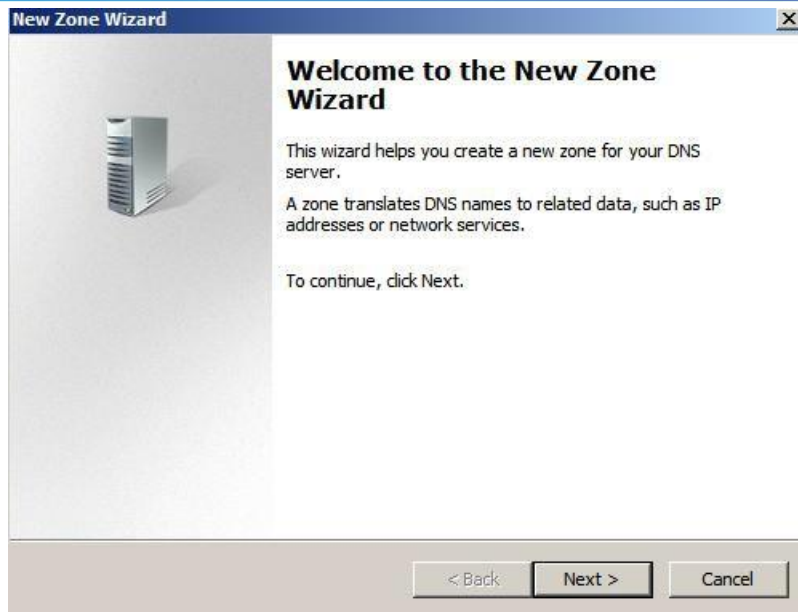 New Zone Wizard
Welcome to the New Zone
Wizard
This wizard helps you create a new zone for your DNS
server.
A zone translates DNS names to related data, such as IP
addresses or network services.
To continue, click Next.
< Back Next > Cancel